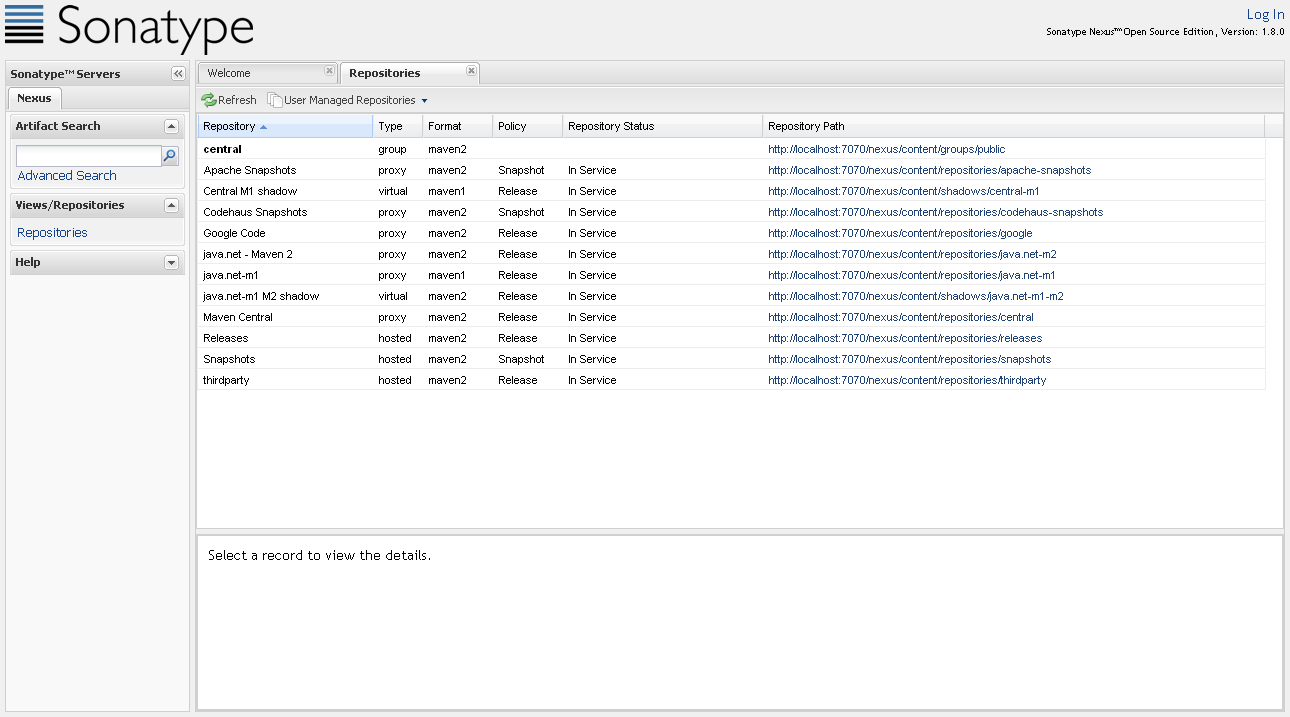 Sonatype
Log In
Sonatype Nexus™ Open Source Edition, Version: 1.8.0
Sonatype™ Servers
Nexus
Artifact Search
Advanced Search
Views/Repositories
Repositories
Help
Welcome Repositories
Refresh User Managed Repositories
Repository Type Format Policy Repository Status Repository Path
central group maven2 http://localhost:7070/nexus/content/groups/public
Apache Snapshots proxy maven2 Snapshot In Service http://localhost:7070/nexus/content/repositories/apache-snapshots
Central M1 shadow virtual maven1 Release In Service http://localhost:7070/nexus/content/shadows/central-m1
Codehaus Snapshots proxy maven2 Snapshot In Service http://localhost:7070/nexus/content/repositories/codehaus-snapshots
Google Code proxy maven2 Release In Service http://localhost:7070/nexus/content/repositories/google
java.net - Maven 2 proxy maven2 Release In Service http://localhost:7070/nexus/content/repositories/java.net-m2
java.net-m1 proxy maven1 Release In Service http://localhost:7070/nexus/content/repositories/java.net-m1
java.net-m1 M2 shadow virtual maven2 Release In Service http://localhost:7070/nexus/content/shadows/java.net-m1-m2
Maven Central proxy maven2 Release In Service http://localhost:7070/nexus/content/repositories/central
Releases hosted maven2 Release In Service http://localhost:7070/nexus/content/repositories/releases
Snapshots hosted maven2 Snapshot In Service http://localhost:7070/nexus/content/repositories/snapshots
thirdparty hosted maven2 Release In Service http://localhost:7070/nexus/content/repositories/thirdparty
Select a record to view the details.